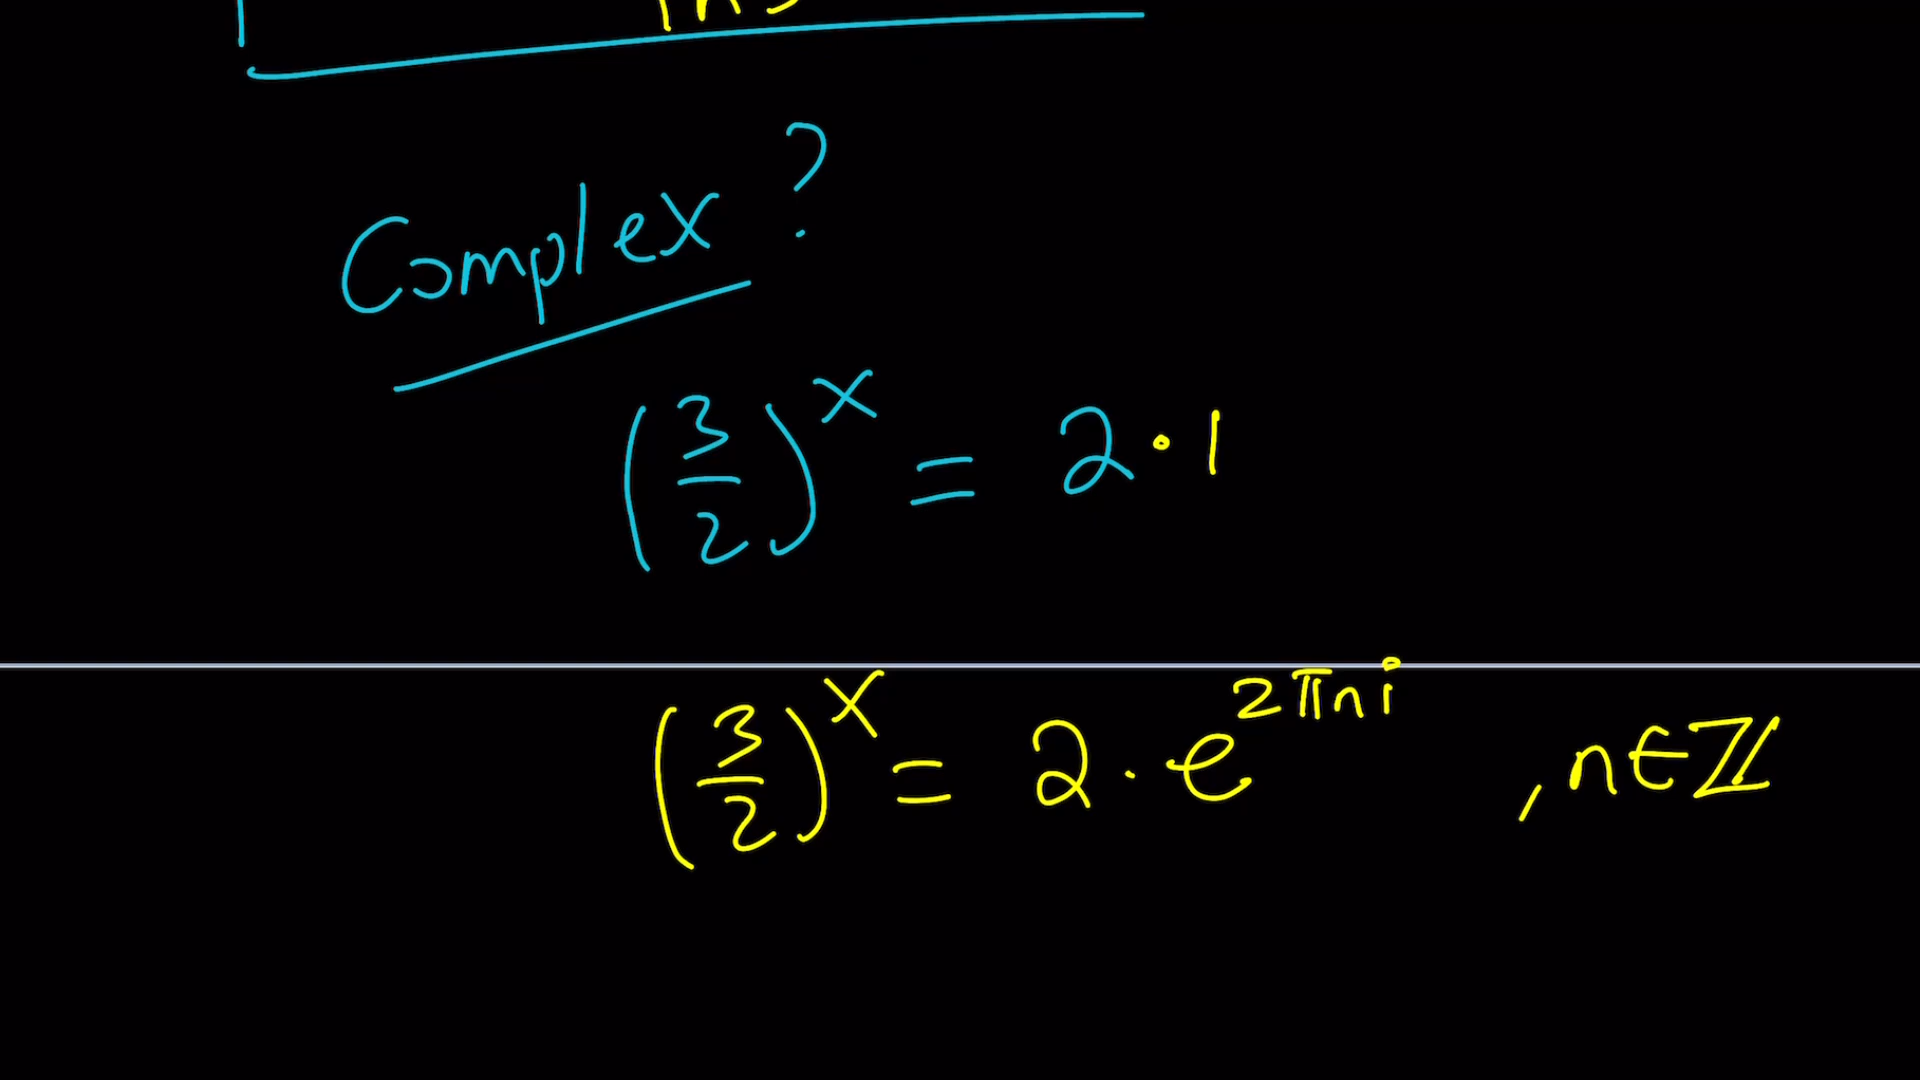 Complex?
(3/2)^x = 2 · 1
(3/2)^x = 2 · e^{2πni} , n∈ℤ